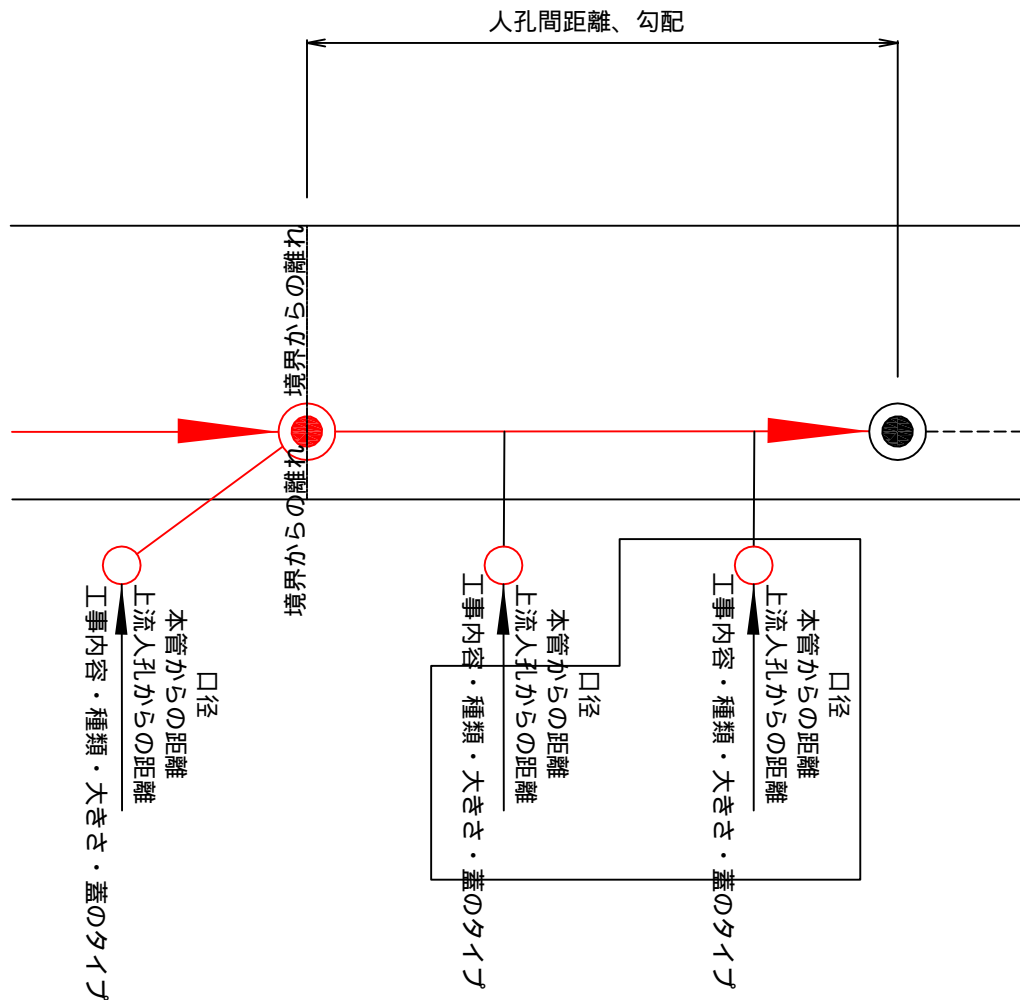 人孔間距離、勾配
境界からの離れ
境界からの離れ
口径
本管からの距離
上流人孔からの距離
工事内容・種類・大きさ・蓋のタイプ
口径
本管からの距離
上流人孔からの距離
工事内容・種類・大きさ・蓋のタイプ
口径
本管からの距離
上流人孔からの距離
工事内容・種類・大きさ・蓋のタイプ